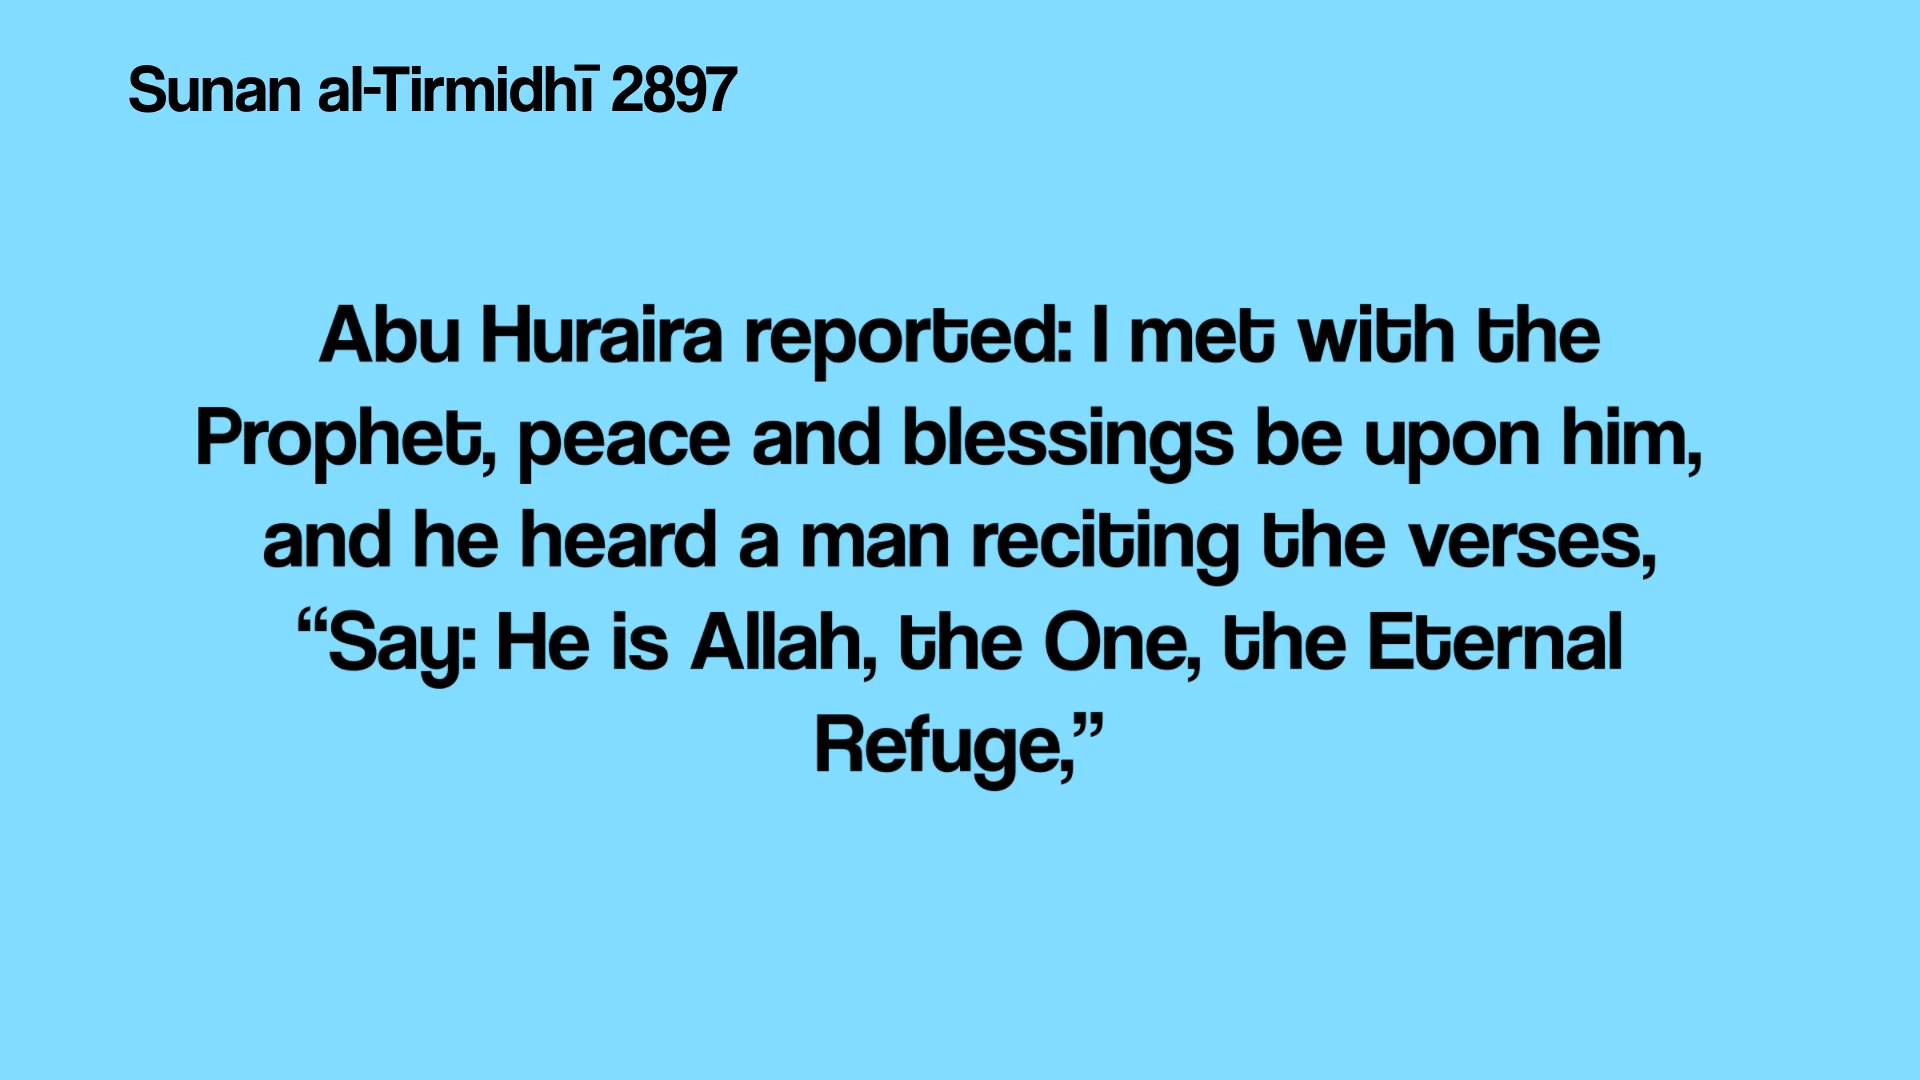 Sunan al-Tirmidhī 2897
Abu Huraira reported: I met with the
Prophet, peace and blessings be upon him,
and he heard a man reciting the verses,
“Say: He is Allah, the One, the Eternal
Refuge,”